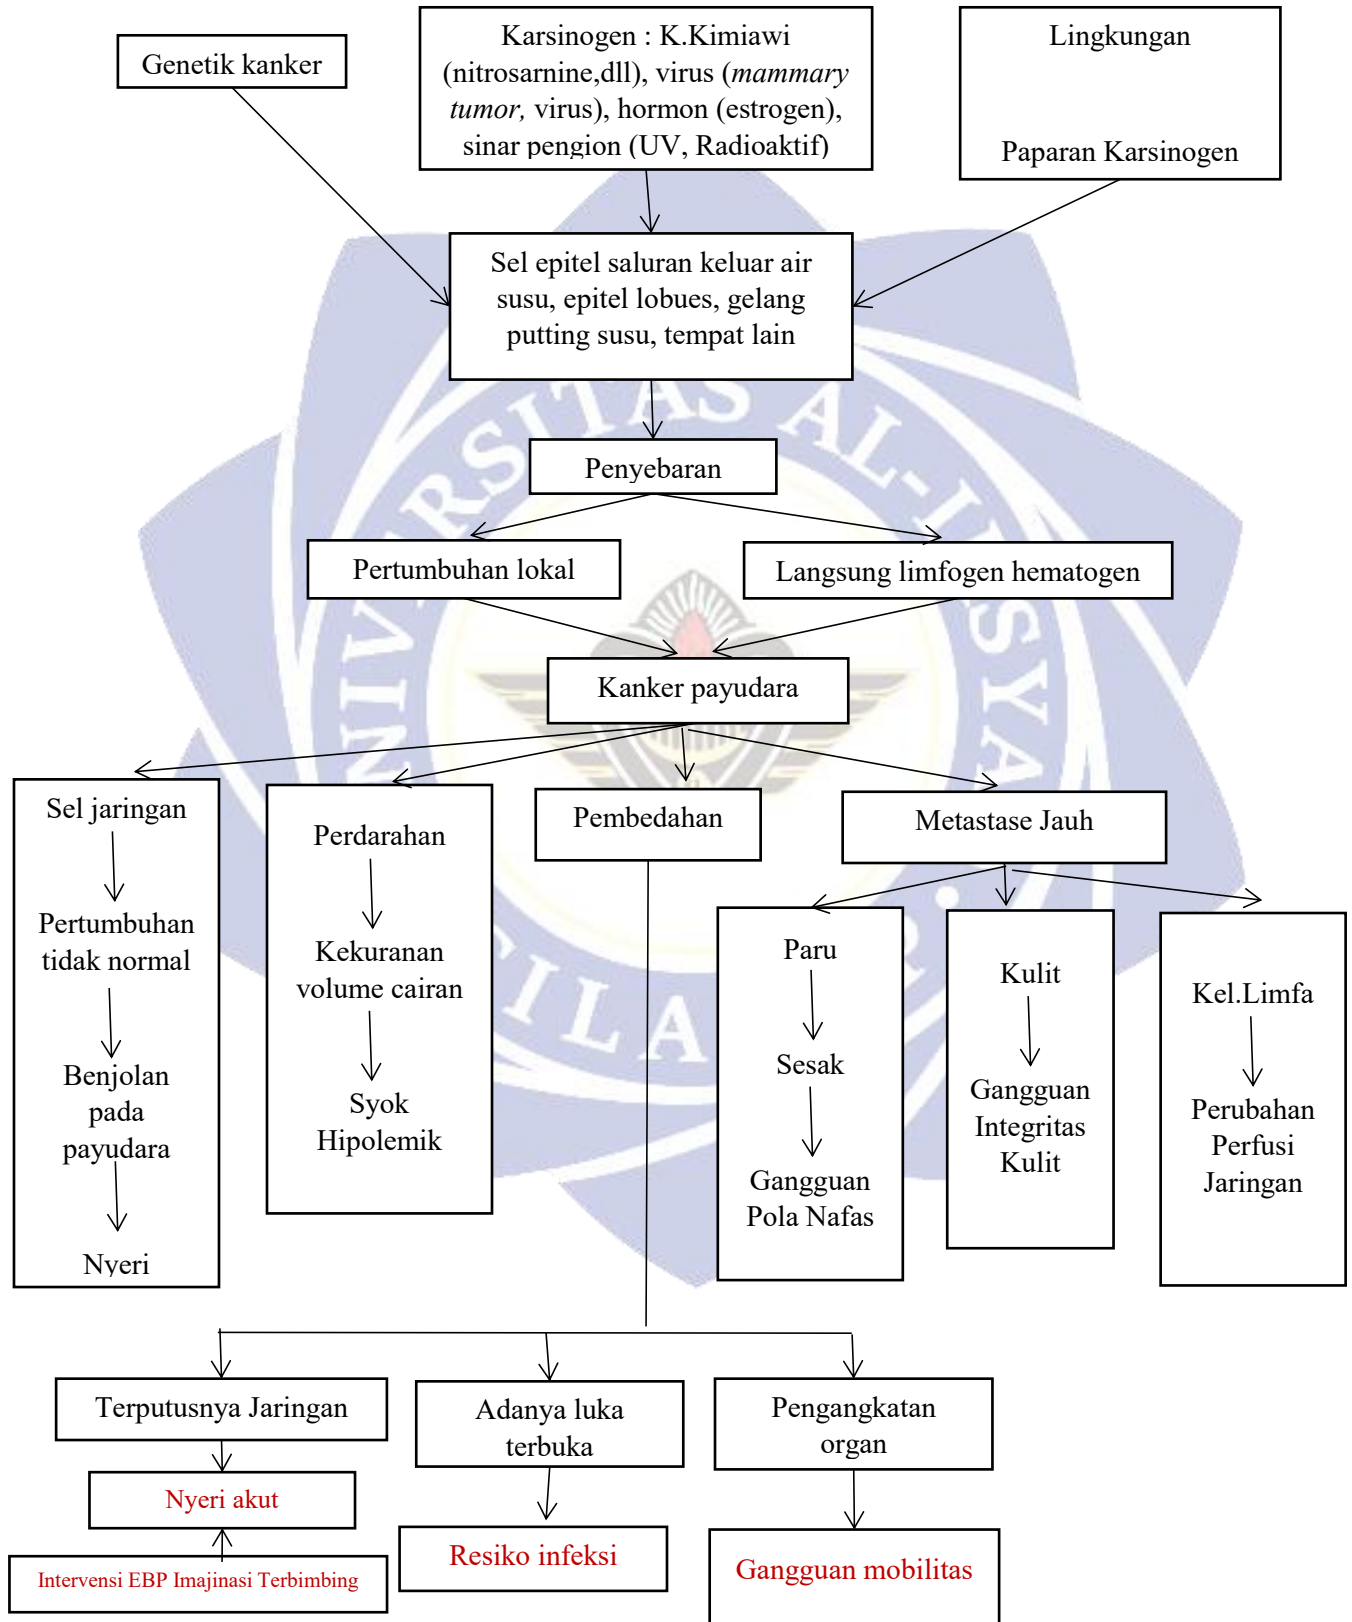 Genetik kanker
Karsinogen : K.Kimiawi
(nitrosarnine,dll), virus (mammary
tumor, virus), hormon (estrogen),
sinar pengion (UV, Radioaktif)
Lingkungan
Paparan Karsinogen
Sel epitel saluran keluar air
susu, epitel lobues, gelang
putting susu, tempat lain
Penyebaran
Pertumbuhan lokal
Langsung limfogen hematogen
Kanker payudara
Sel jaringan
Pertumbuhan
tidak normal
Benjolan
pada
payudara
Nyeri
Perdarahan
Kekuranan
volume cairan
Syok
Hipolemik
Pembedahan
Metastase Jauh
Paru
Sesak
Gangguan
Pola Nafas
Kulit
Gangguan
Integritas
Kulit
Kel.Limfa
Perubahan
Perfusi
Jaringan
Terputusnya Jaringan
Nyeri akut
Intervensi EBP Imajinasi Terbimbing
Adanya luka
terbuka
Resiko infeksi
Pengangkatan
organ
Gangguan mobilitas